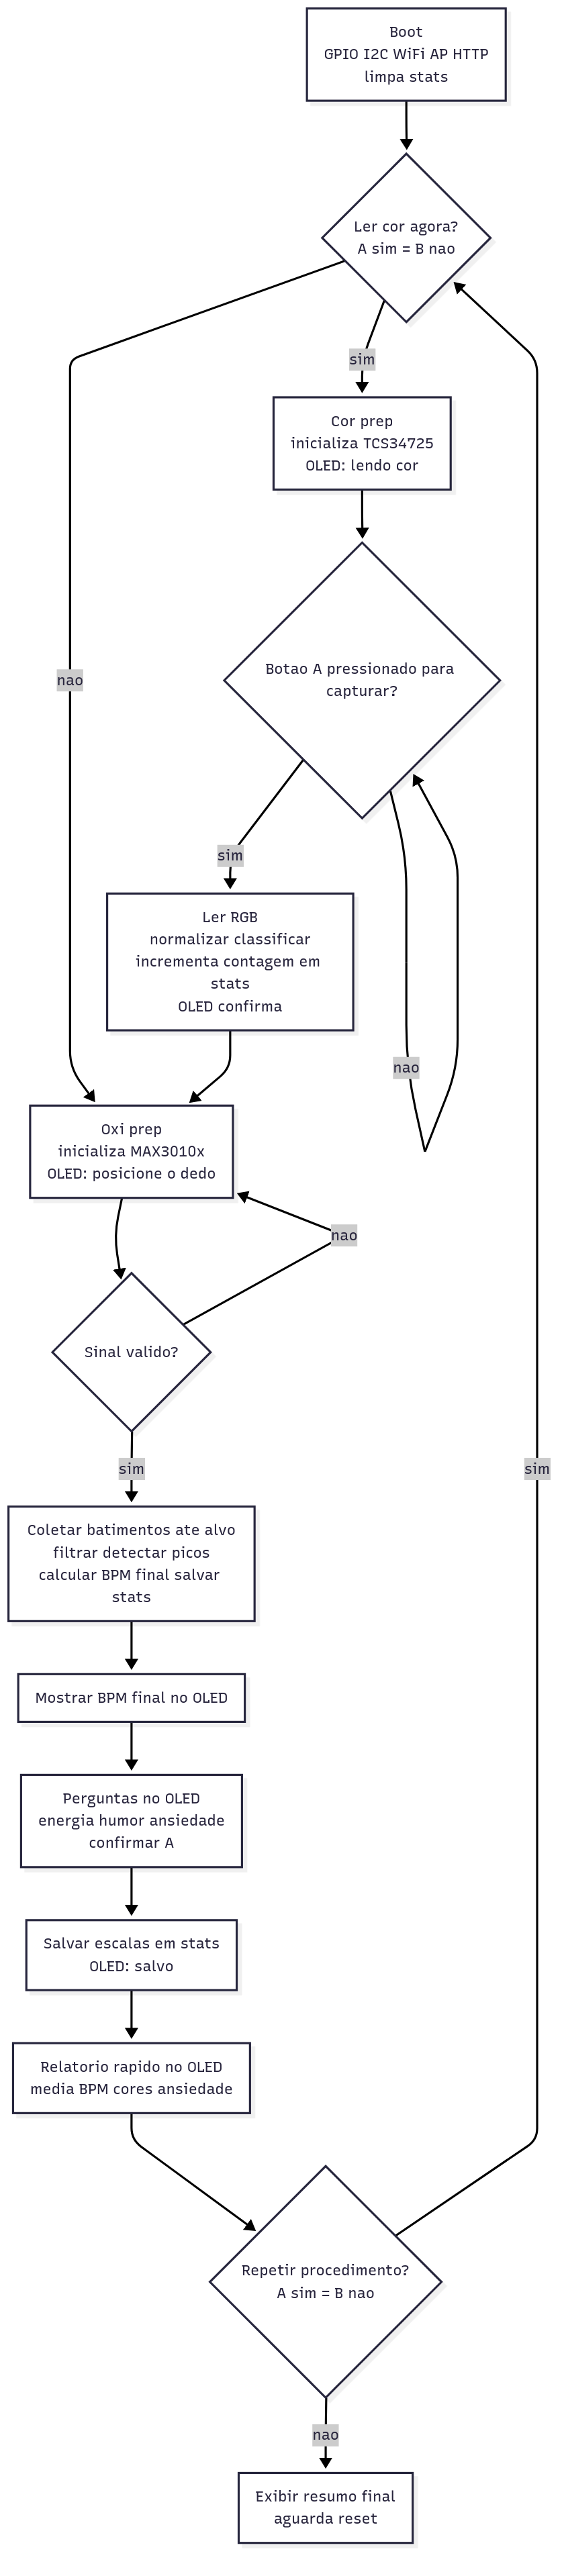 Boot
GPIO I2C WiFi AP HTTP
limpa stats
Ler cor agora?
A sim = B nao
sim
Cor prep
inicializa TCS34725
OLED: lendo cor
nao
Botao A pressionado para
capturar?
sim
Ler RGB
normalizar classificar
incrementa contagem em
stats
OLED confirma
nao
Oxi prep
inicializa MAX3010x
OLED: posicione o dedo
nao
Sinal valido?
sim
sim
Coletar batimentos ate alvo
filtrar detectar picos
calcular BPM final salvar
stats
Mostrar BPM final no OLED
Perguntas no OLED
energia humor ansiedade
confirmar A
Salvar escalas em stats
OLED: salvo
Relatorio rapido no OLED
media BPM cores ansiedade
Repetir procedimento?
A sim = B nao
nao
Exibir resumo final
aguarda reset